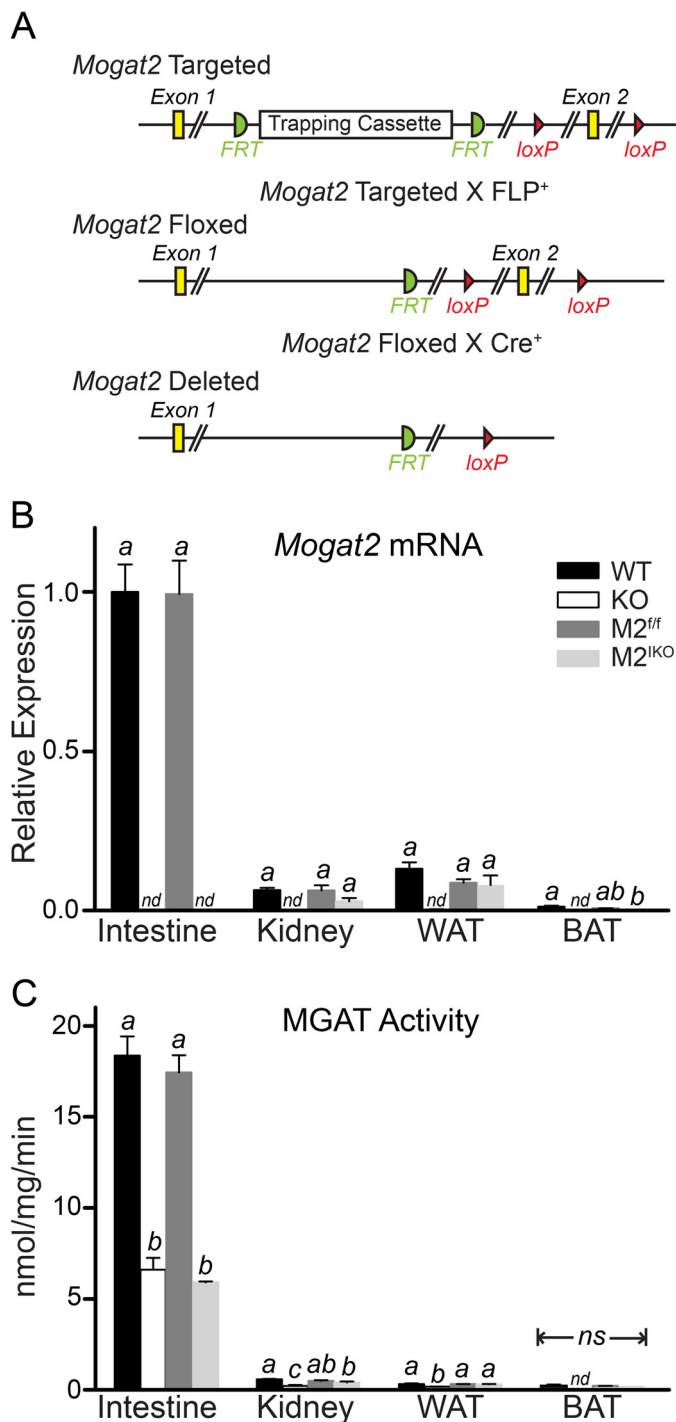 A
Mogat2 Targeted
Exon 1 Exon 2
Trapping Cassette
FRT FRT loxP loxP
Mogat2 Targeted X FLP+
Mogat2 Floxed
Exon 1 Exon 2
FRT loxP loxP
Mogat2 Floxed X Cre+
Mogat2 Deleted
Exon 1
FRT loxP
B
Mogat2 mRNA
WT
KO
M2f/f
M2IKO
Relative Expression
1.0
0.5
0.0
a a
nd nd
a nd a a
a nd a a
a nd ab b
Intestine Kidney WAT BAT
C
MGAT Activity
nmol/mg/min
20
15
10
5
0
a b a b
a c ab b
a b a a
ns
nd
Intestine Kidney WAT BAT